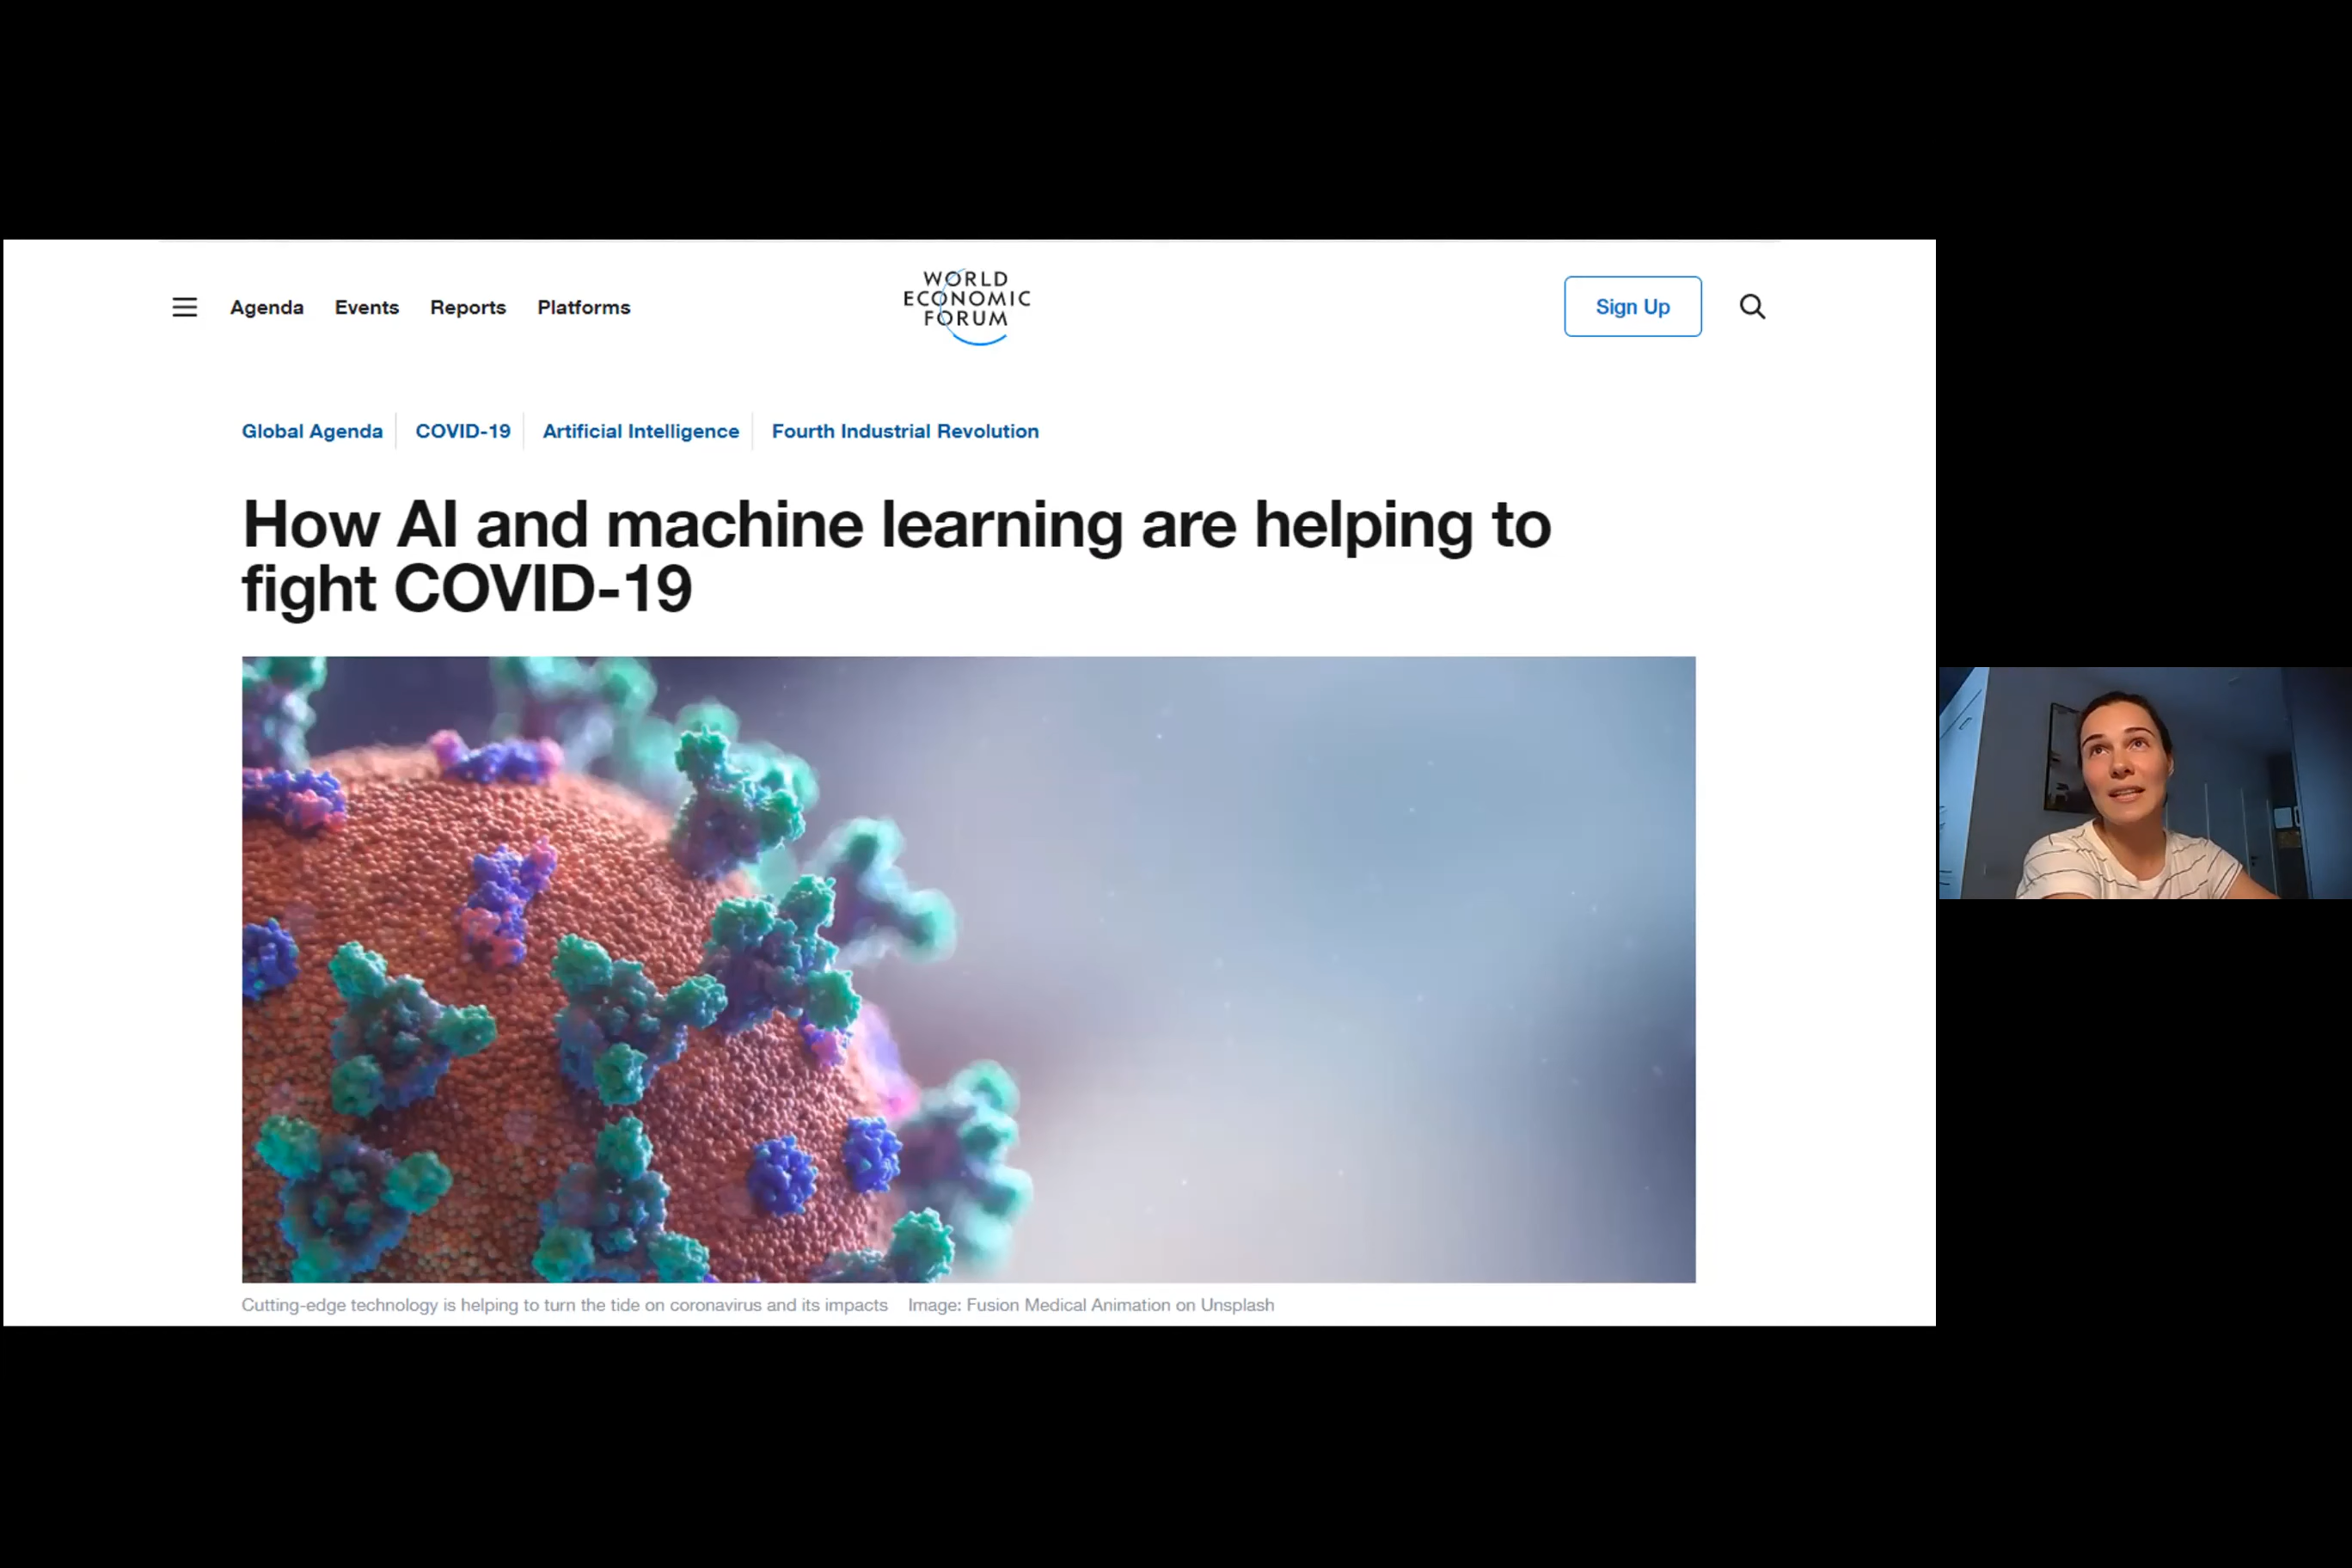 Agenda Events Reports Platforms
WORLD
ECONOMIC
FORUM
Sign Up
Global Agenda COVID-19 Artificial Intelligence Fourth Industrial Revolution
How AI and machine learning are helping to
fight COVID-19
Cutting-edge technology is helping to turn the tide on coronavirus and its impacts Image: Fusion Medical Animation on Unsplash